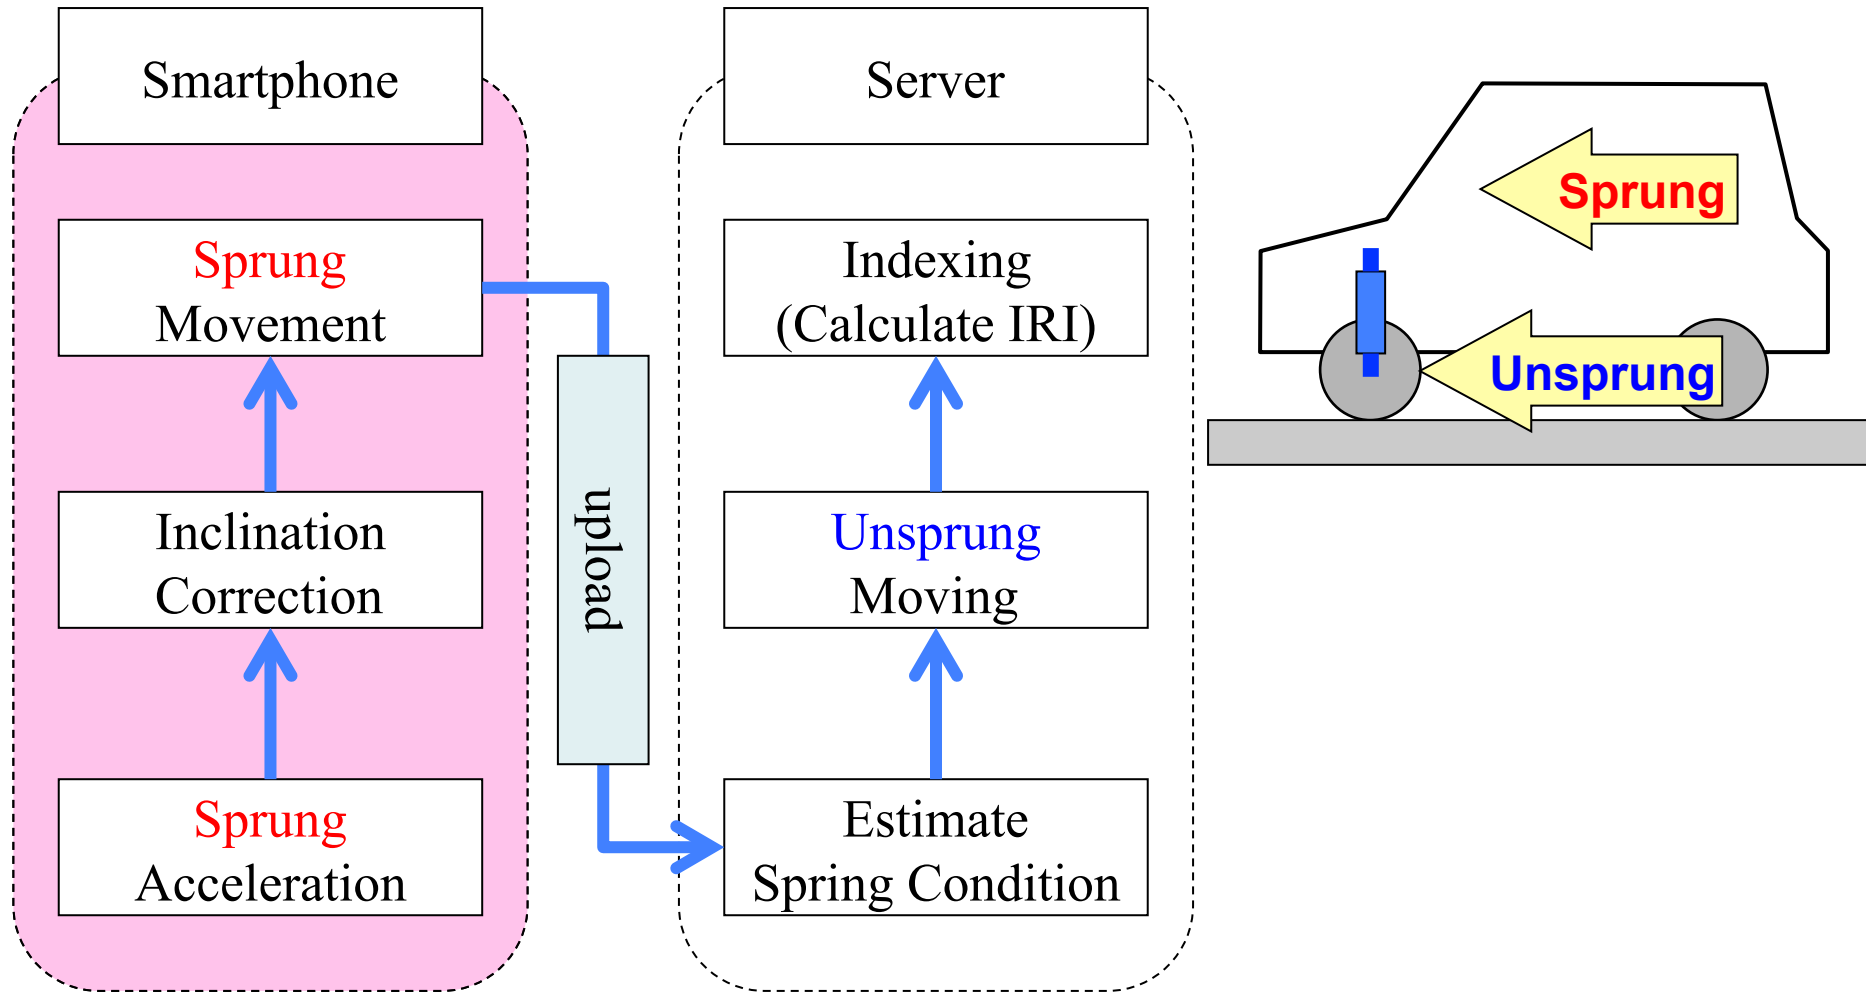 Smartphone
Sprung
Movement
Inclination
Correction
Sprung
Acceleration
upload
Server
Indexing
(Calculate IRI)
Unsprung
Moving
Estimate
Spring Condition
Sprung
Unsprung